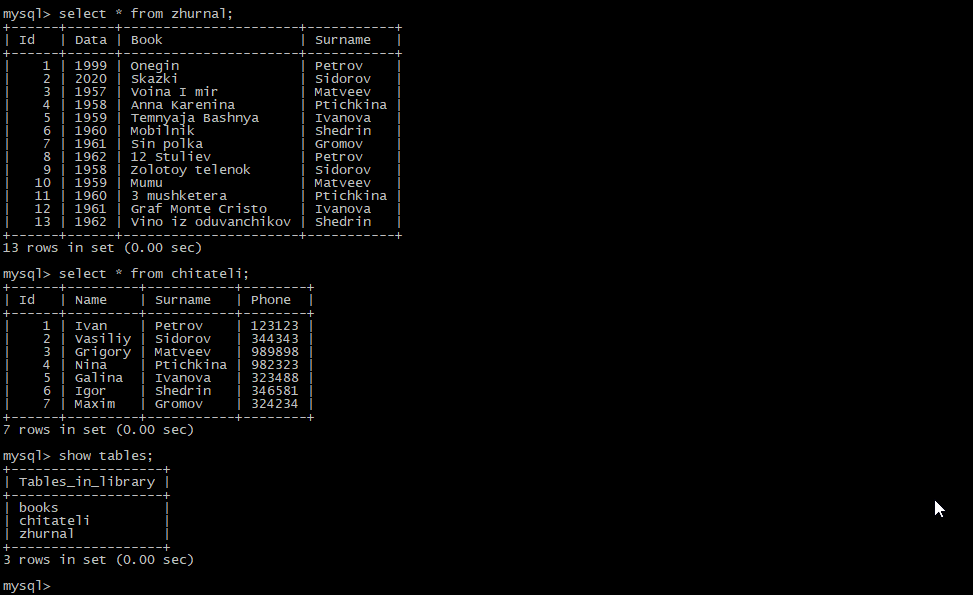 mysql> select * from zhurnal;
+------+------+---------------------+-----------+
| Id   | Data | Book                | Surname   |
+------+------+---------------------+-----------+
|    1 | 1999 | Onegin              | Petrov    |
|    2 | 2020 | Skazki              | Sidorov   |
|    3 | 1957 | Voina I mir         | Matveev   |
|    4 | 1958 | Anna Karenina       | Ptichkina |
|    5 | 1959 | Temnyaja Bashnya    | Ivanova   |
|    6 | 1960 | Mobilnik            | Shedrin   |
|    7 | 1961 | Sin polka           | Gromov    |
|    8 | 1962 | 12 Stuliev          | Petrov    |
|    9 | 1958 | Zolotoy telenok     | Sidorov   |
|   10 | 1959 | Mumu                | Matveev   |
|   11 | 1960 | 3 mushketera        | Ptichkina |
|   12 | 1961 | Graf Monte Cristo   | Ivanova   |
|   13 | 1962 | Vino iz oduvanchikov | Shedrin   |
+------+------+---------------------+-----------+
13 rows in set (0.00 sec)
mysql> select * from chitateli;
+------+---------+-----------+--------+
| Id   | Name    | Surname   | Phone  |
+------+---------+-----------+--------+
|    1 | Ivan    | Petrov    | 123123 |
|    2 | Vasiliy | Sidorov   | 344343 |
|    3 | Grigory | Matveev   | 989898 |
|    4 | Nina    | Ptichkina | 982323 |
|    5 | Galina  | Ivanova   | 323488 |
|    6 | Igor    | Shedrin   | 346581 |
|    7 | Maxim   | Gromov    | 324234 |
+------+---------+-----------+--------+
7 rows in set (0.00 sec)
mysql> show tables;
+-------------------+
| Tables_in_library |
+-------------------+
| books             |
| chitateli         |
| zhurnal           |
+-------------------+
3 rows in set (0.00 sec)
mysql>